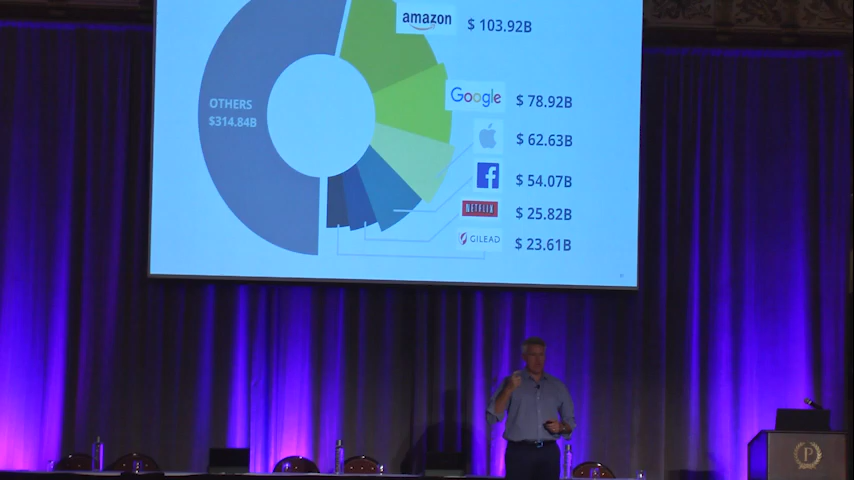 amazon
$ 103.92B
Google
$ 78.92B
OTHERS
$314.84B
$ 62.63B
f
$ 54.07B
NETFLIX
$ 25.82B
GILEAD
$ 23.61B
P